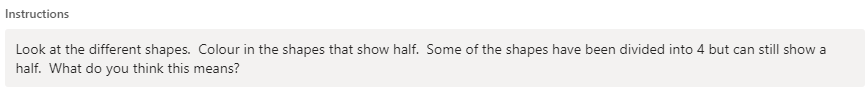 Instructions
Look at the different shapes.  Colour in the shapes that show half.  Some of the shapes have been divided into 4 but can still show a
half.  What do you think this means?